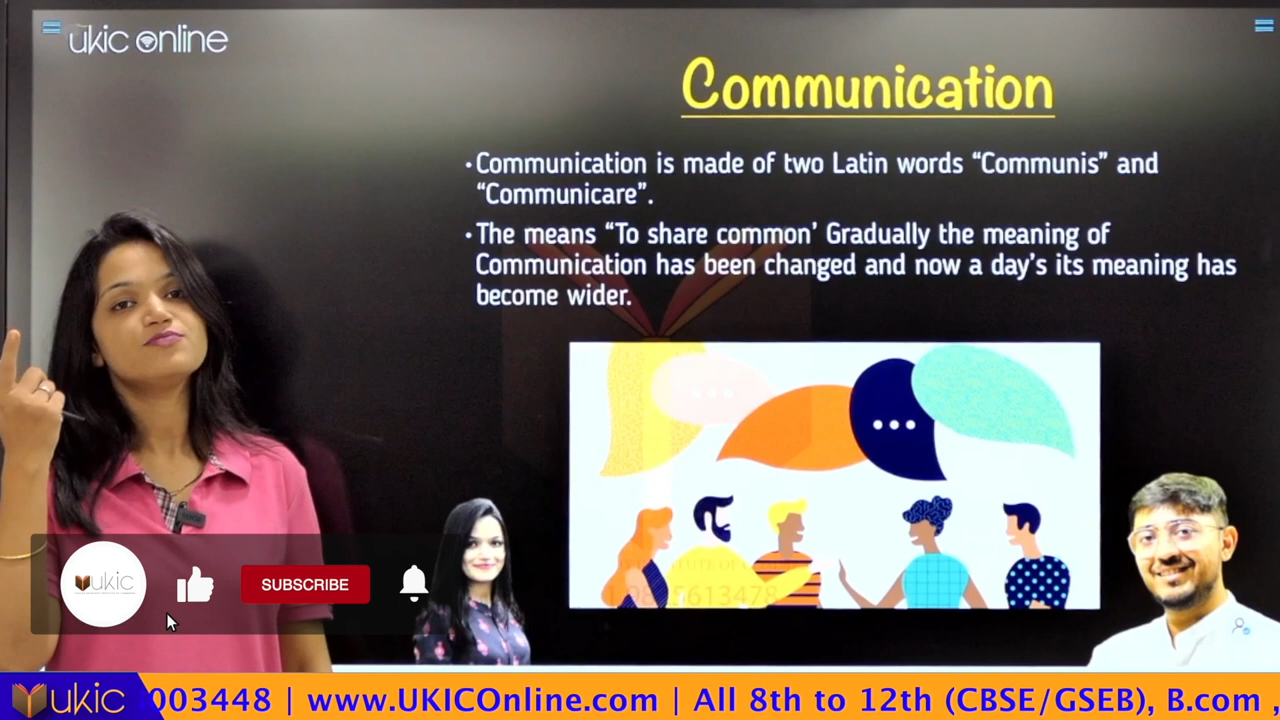 ukic online
Communication
• Communication is made of two Latin words “Communis” and
“Communicare”.
• The means “To share common’ Gradually the meaning of
Communication has been changed and now a day’s its meaning has
become wider.
ukic
SUBSCRIBE
ukic
003448 | www.UKICOnline.com | All 8th to 12th (CBSE/GSEB), B.com ,